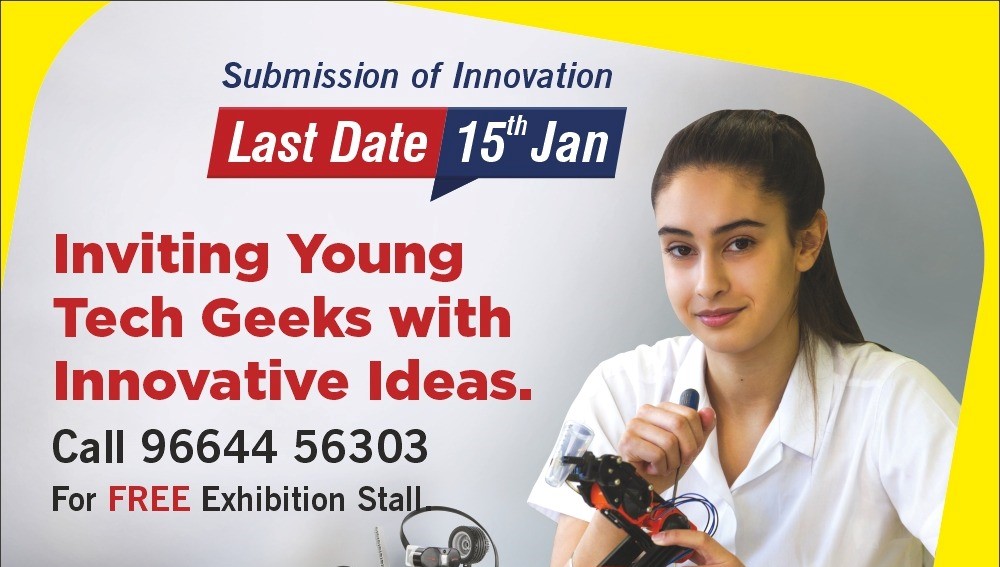 Submission of Innovation
Last Date 15th Jan
Inviting Young
Tech Geeks with
Innovative Ideas.
Call 96644 56303
For FREE Exhibition Stall.